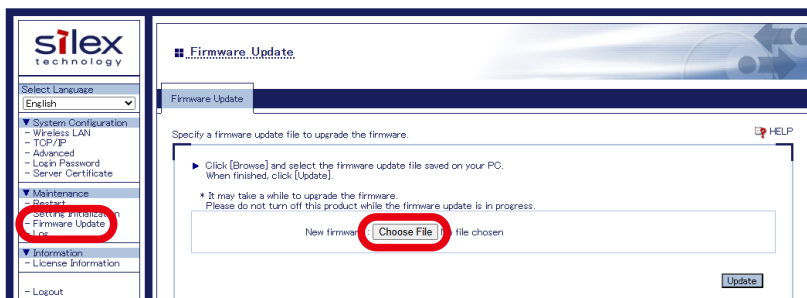 silex
technology
Firmware Update
Select Language
English
Firmware Update
▼ System Configuration
- Wireless LAN
- TCP/IP
- Advanced
- Login Password
- Server Certificate
▼ Maintenance
- Restart
- Setting Initialization
- Firmware Update
- Log
▼ Information
- License Information
- Logout
HELP
Specify a firmware update file to upgrade the firmware.
▶ Click [Browse] and select the firmware update file saved on your PC.
When finished, click [Update].
* It may take a while to upgrade the firmware.
Please do not turn off this product while the firmware update is in progress.
New firmware : Choose File No file chosen
Update